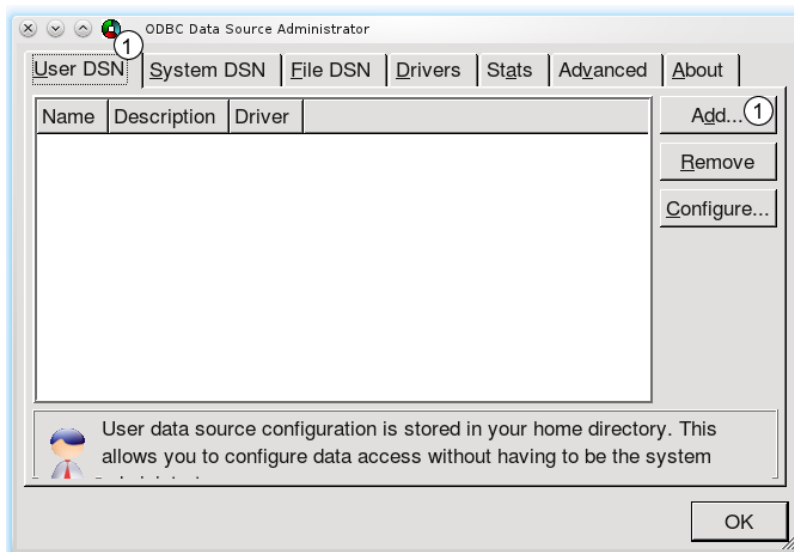 ODBC Data Source Administrator
1
User DSN System DSN File DSN Drivers Stats Advanced About
Name Description Driver
Add... 1
Remove
Configure...
User data source configuration is stored in your home directory. This
allows you to configure data access without having to be the system
OK